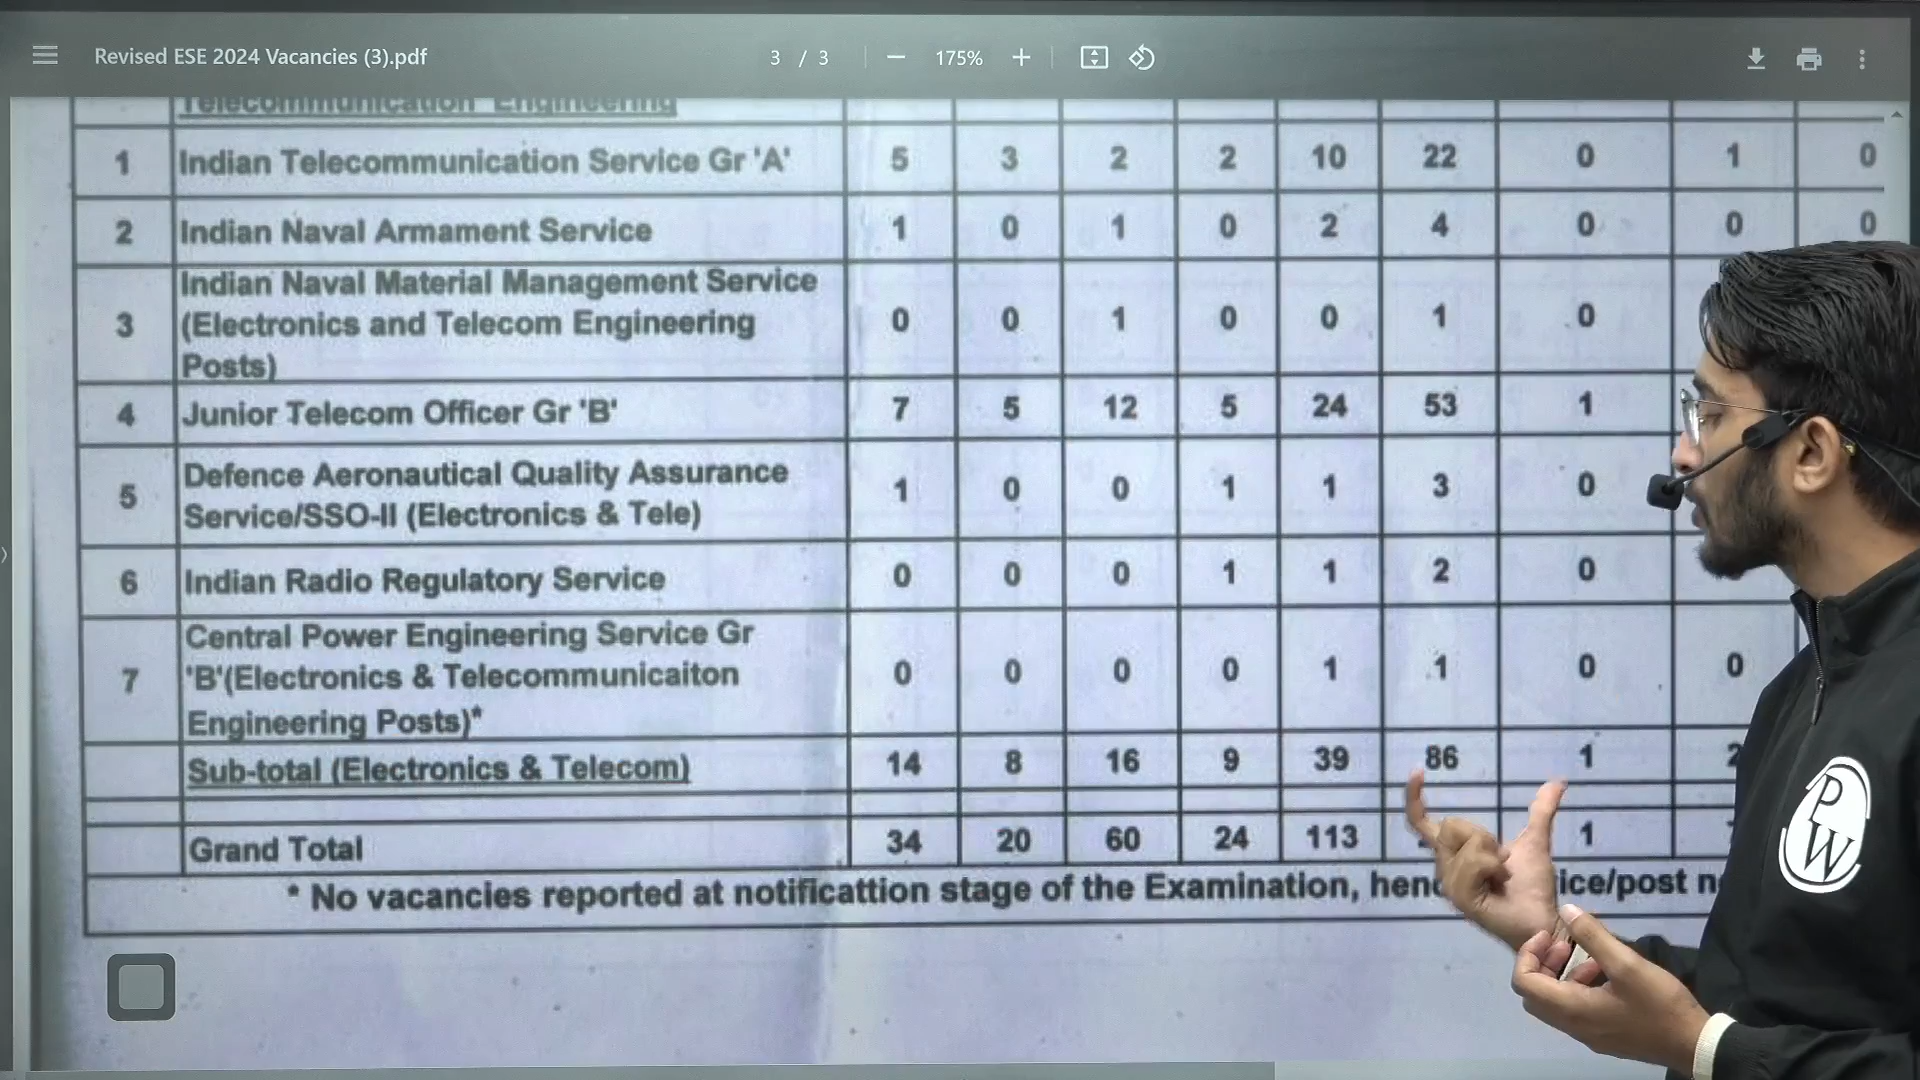 Revised ESE 2024 Vacancies (3).pdf 3 / 3 175%
Telecommunication Engineering
1 Indian Telecommunication Service Gr 'A' 5 3 2 2 10 22 0 1 0
2 Indian Naval Armament Service 1 0 1 0 2 4 0 0 0
Indian Naval Material Management Service
3 (Electronics and Telecom Engineering 0 0 1 0 0 1 0
Posts)
4 Junior Telecom Officer Gr 'B' 7 5 12 5 24 53 1
Defence Aeronautical Quality Assurance
5 Service/SSO-II (Electronics & Tele) 1 0 0 1 1 3 0
6 Indian Radio Regulatory Service 0 0 0 1 1 2 0
Central Power Engineering Service Gr
7 'B'(Electronics & Telecommunicaiton 0 0 0 0 1 1 0 0
Engineering Posts)*
Sub-total (Electronics & Telecom) 14 8 16 9 39 86 1 2
Grand Total 34 20 60 24 113 1
* No vacancies reported at notificattion stage of the Examination,
PW